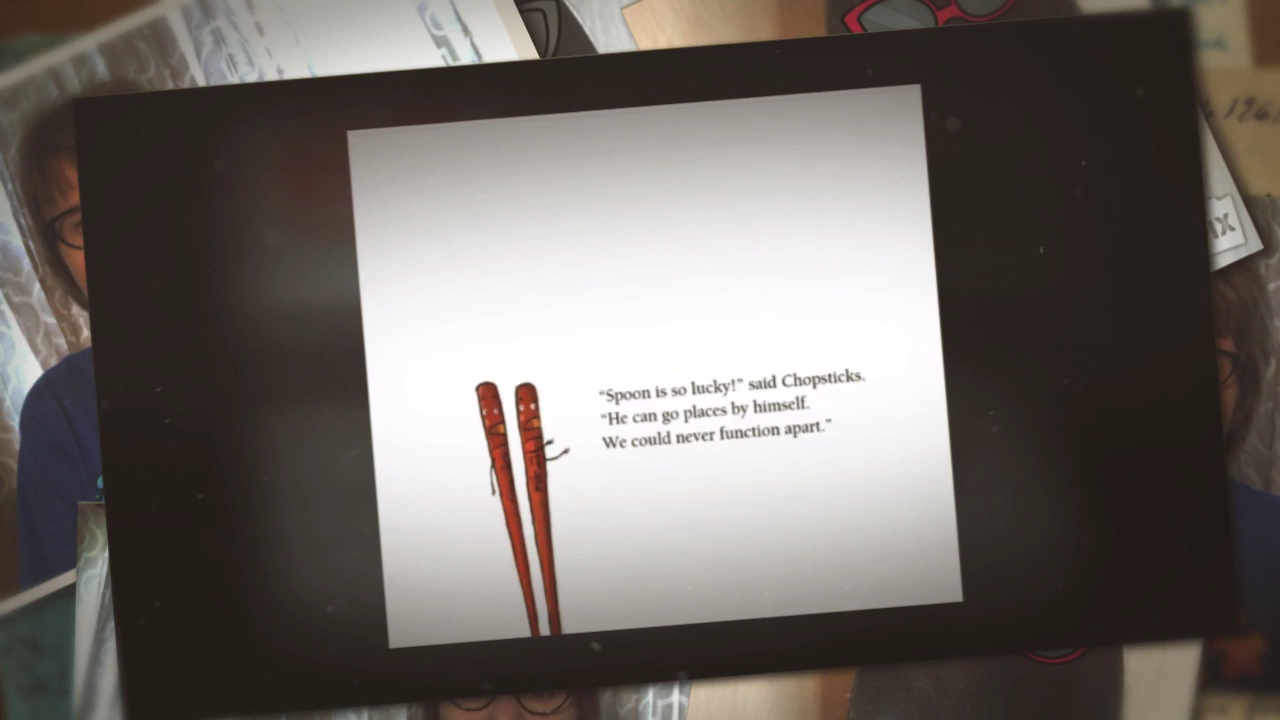 “Spoon is so lucky!” said Chopsticks.
“He can go places by himself.
We could never function apart.”